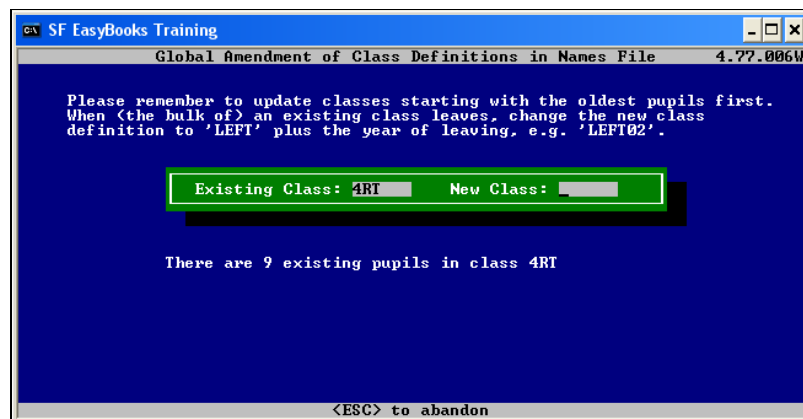 SF EasyBooks Training
Global Amendment of Class Definitions in Names File 4.77.006W
Please remember to update classes starting with the oldest pupils first.
When (the bulk of) an existing class leaves, change the new class
definition to 'LEFT' plus the year of leaving, e.g. 'LEFT02'.
Existing Class: 4RT New Class: _
There are 9 existing pupils in class 4RT
<ESC> to abandon